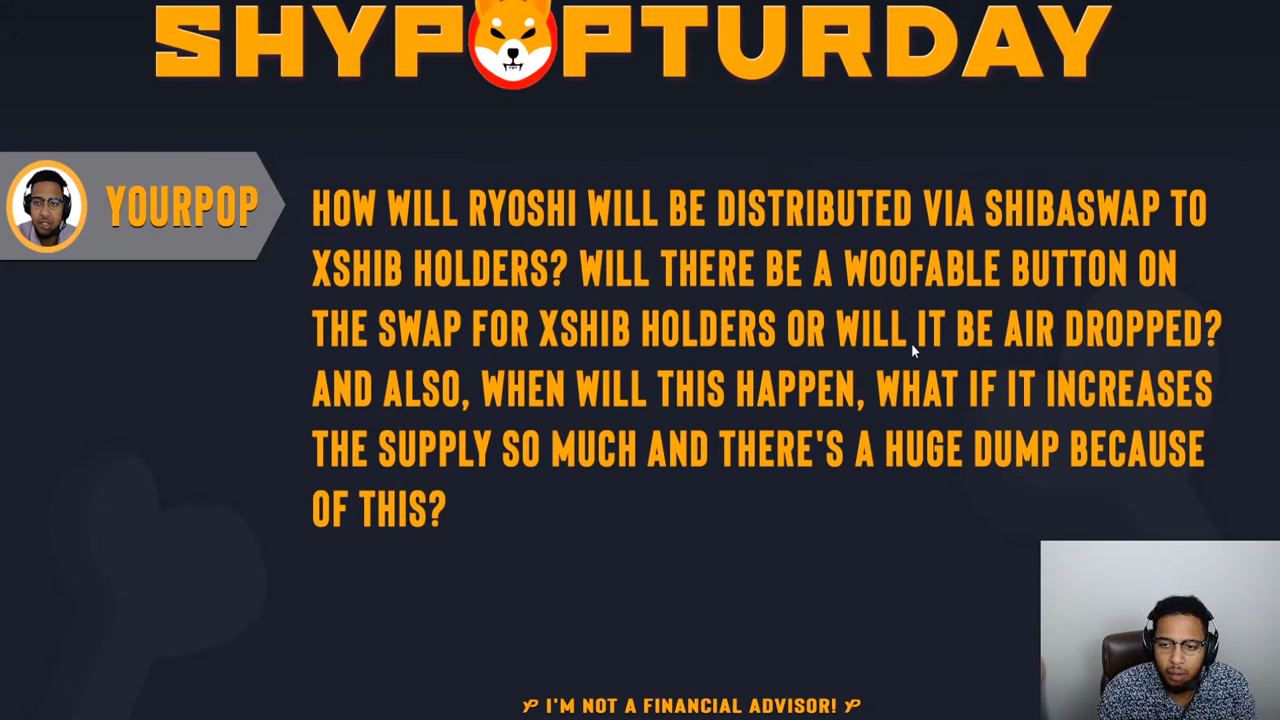 SHYPOPTURDAY
YOURPOP
HOW WILL RYOSHI WILL BE DISTRIBUTED VIA SHIBASWAP TO
XSHIB HOLDERS? WILL THERE BE A WOOFABLE BUTTON ON
THE SWAP FOR XSHIB HOLDERS OR WILL IT BE AIR DROPPED?
AND ALSO, WHEN WILL THIS HAPPEN, WHAT IF IT INCREASES
THE SUPPLY SO MUCH AND THERE'S A HUGE DUMP BECAUSE
OF THIS?
I'M NOT A FINANCIAL ADVISOR!